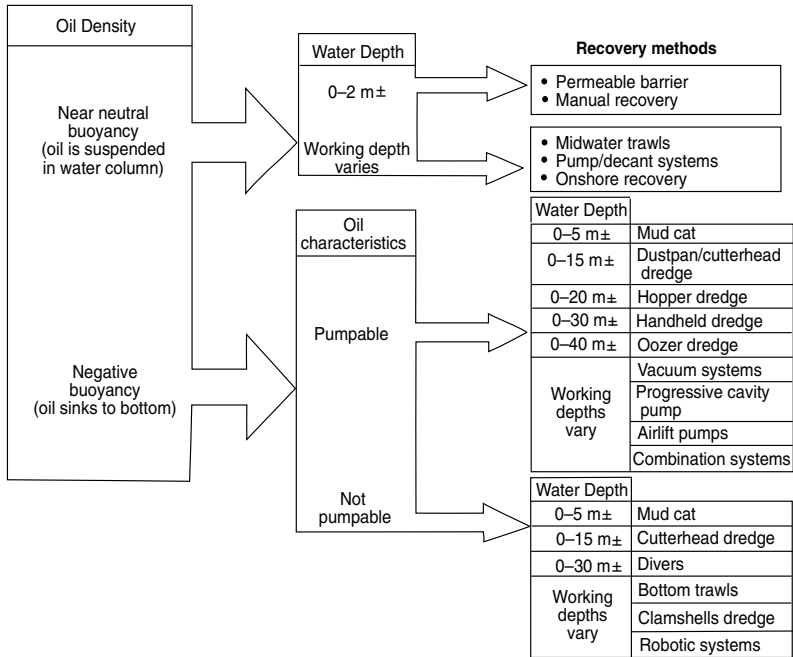 Oil Density
Near neutral
buoyancy
(oil is suspended
in water column)
Negative
buoyancy
(oil sinks to bottom)
Water Depth
0–2 m±
Working depth
varies
Oil
characteristics
Pumpable
Not
pumpable
Recovery methods
• Permeable barrier
• Manual recovery
• Midwater trawls
• Pump/decant systems
• Onshore recovery
Water Depth
0–5 m± Mud cat
0–15 m± Dustpan/cutterhead
dredge
0–20 m± Hopper dredge
0–30 m± Handheld dredge
0–40 m± Oozer dredge
Working
depths
vary
Vacuum systems
Progressive cavity
pump
Airlift pumps
Combination systems
Water Depth
0–5 m± Mud cat
0–15 m± Cutterhead dredge
0–30 m± Divers
Working
depths
vary
Bottom trawls
Clamshells dredge
Robotic systems